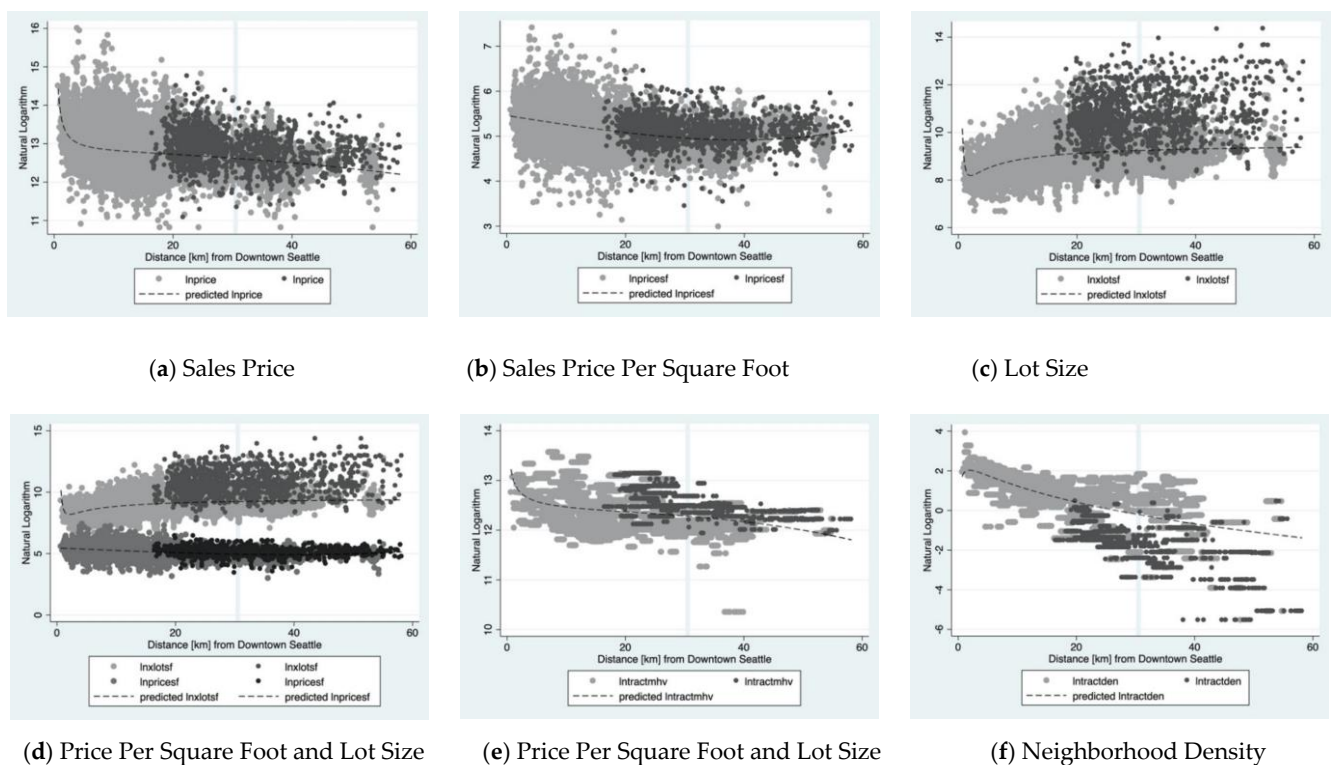 Natural Logarithm
16
15
14
13
12
11
0 20 40 60
Distance [km] from Downtown Seattle
lnprice lnprice
predicted lnprice
(a) Sales Price
Natural Logarithm
7
6
5
4
3
0 20 40 60
Distance [km] from Downtown Seattle
lnpricesf lnpricesf
predicted lnpricesf
(b) Sales Price Per Square Foot
Natural Logarithm
14
12
10
8
6
0 20 40 60
Distance [km] from Downtown Seattle
lnxlotsf lnxlotsf
predicted lnxlotsf
(c) Lot Size
Natural Logarithm
15
10
5
0
0 20 40 60
Distance [km] from Downtown Seattle
lnxlotsf lnxlotsf
lnpricesf lnpricesf
predicted lnxlotsf predicted lnpricesf
(d) Price Per Square Foot and Lot Size
Natural Logarithm
14
13
12
11
10
0 20 40 60
Distance [km] from Downtown Seattle
lntractmhv lntractmhv
predicted lntractmhv
(e) Price Per Square Foot and Lot Size
Natural Logarithm
4
2
0
-2
-4
-6
0 20 40 60
Distance [km] from Downtown Seattle
lntractden lntractden
predicted lntractden
(f) Neighborhood Density